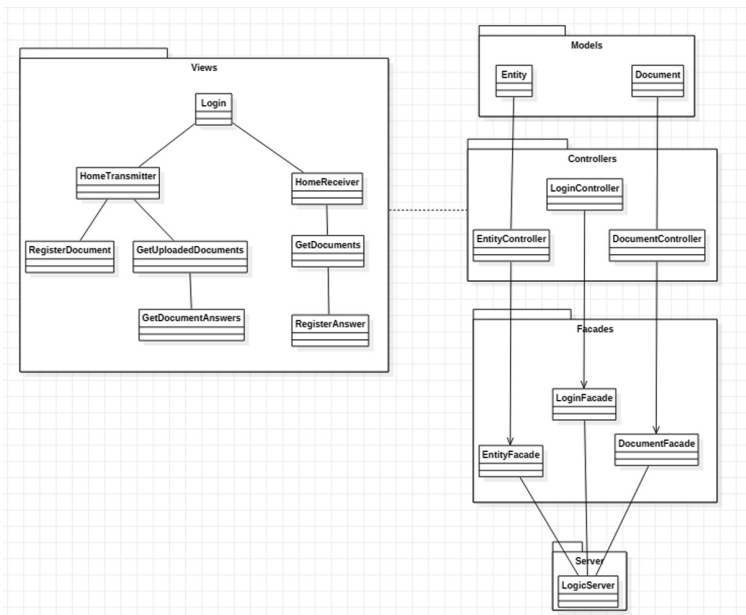 Views
Login
HomeTransmitter
HomeReceiver
RegisterDocument
GetUploadedDocuments
GetDocuments
GetDocumentAnswers
RegisterAnswer
Models
Entity
Document
Controllers
LoginController
EntityController
DocumentController
Facades
LoginFacade
EntityFacade
DocumentFacade
Server
LogicServer